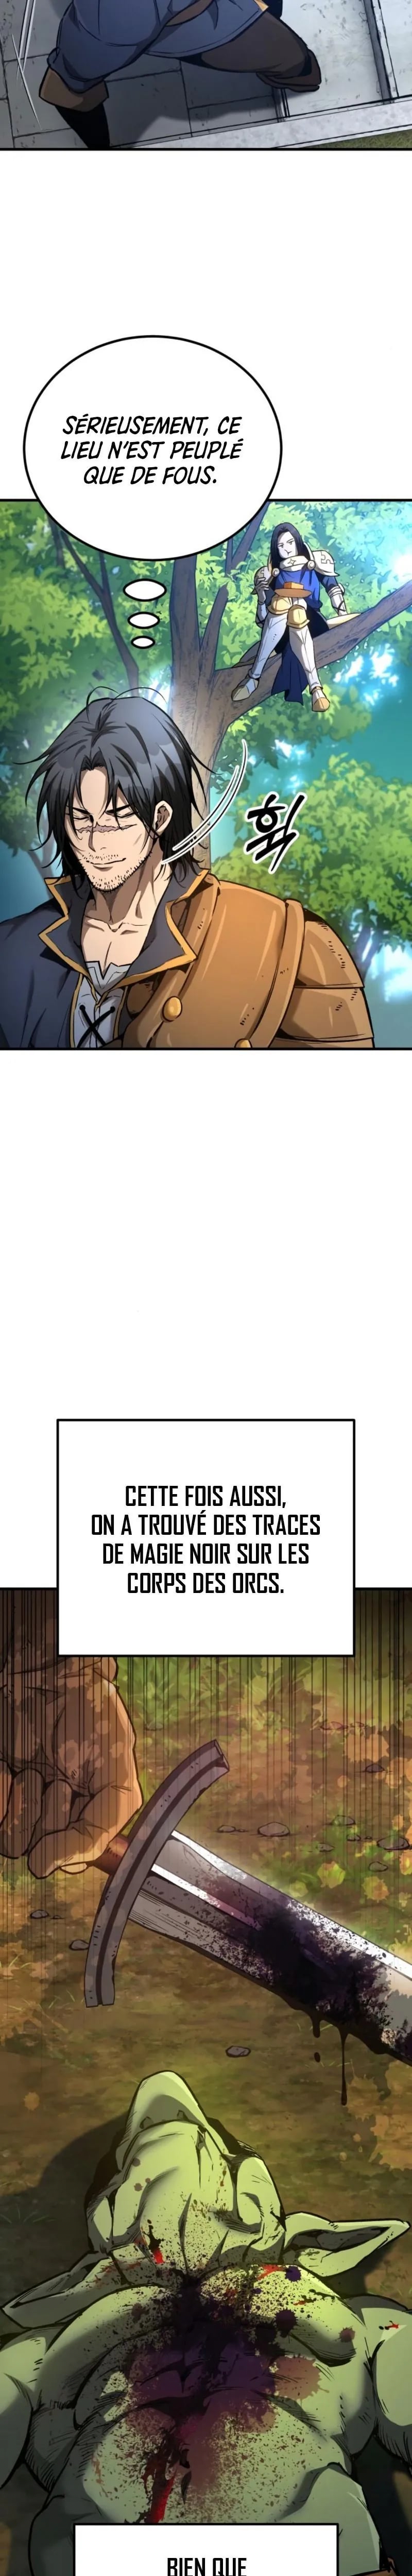 SÉRIEUSEMENT, CE
LIEU N'EST PEUPLÉ
QUE DE FOUS.
휙
CETTE FOIS AUSSI,
ON A TROUVÉ DES TRACES
DE MAGIE NOIR SUR LES
CORPS DES ORCS.
BIEN QUE